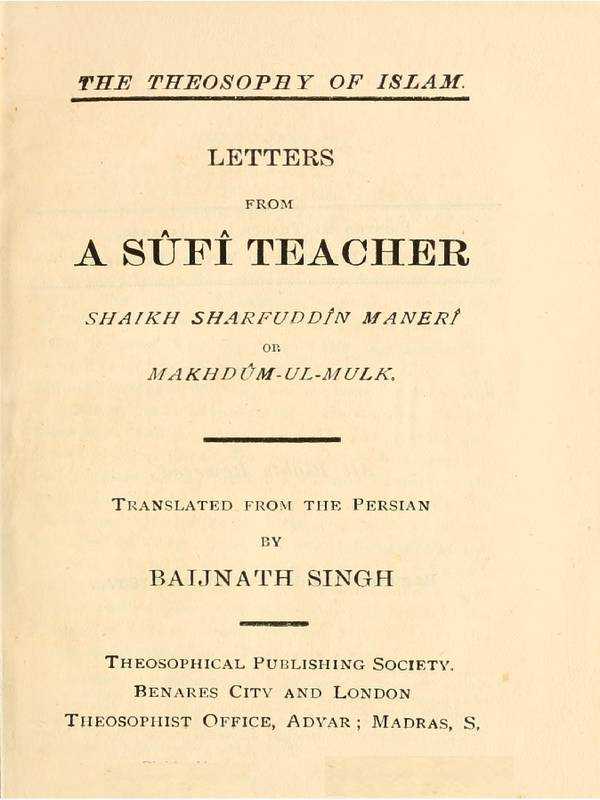 THE THEOSOPHY OF ISLAM.
LETTERS
FROM
A SÛFÎ TEACHER
SHAIKH SHARFUDDÎN MANERÎ
OR
MAKHDÛM-UL-MULK.
TRANSLATED FROM THE PERSIAN
BY
BAIJNATH SINGH
THEOSOPHICAL PUBLISHING SOCIETY.
BENARES CITY AND LONDON
THEOSOPHIST OFFICE, ADYAR; MADRAS, S,